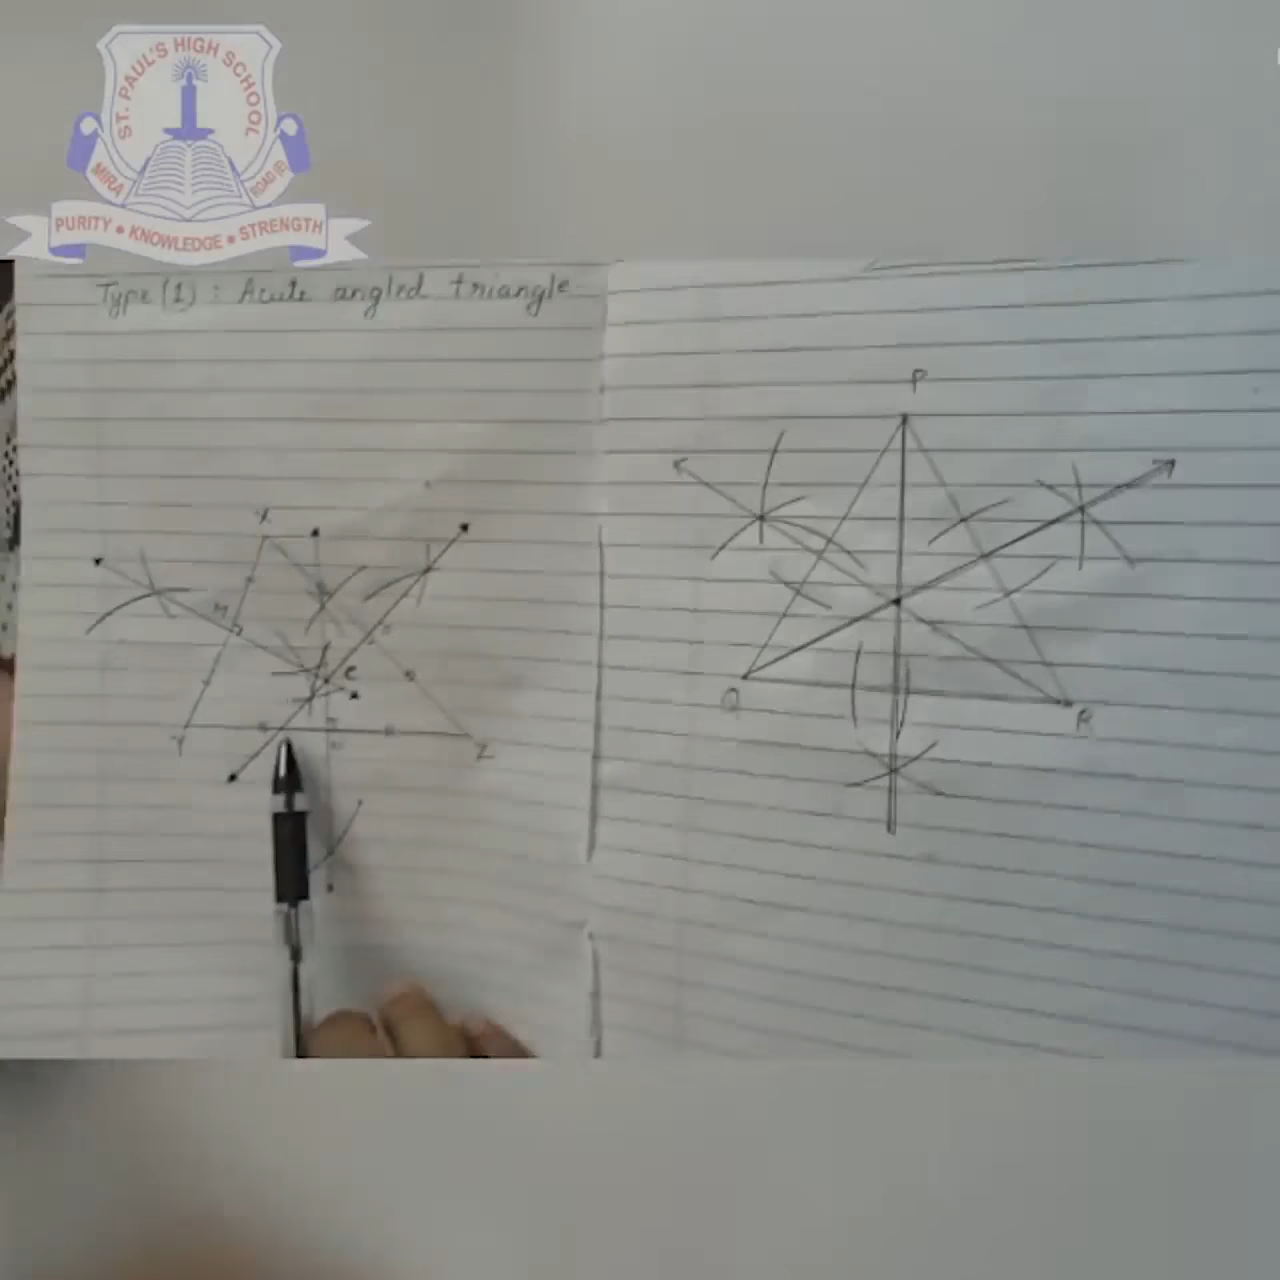 ST. PAUL'S HIGH SCHOOL
MIRA ROAD (E)
PURITY • KNOWLEDGE • STRENGTH
Type (1) : Acute angled triangle
P
X
M
C
Q
R
Y
Z